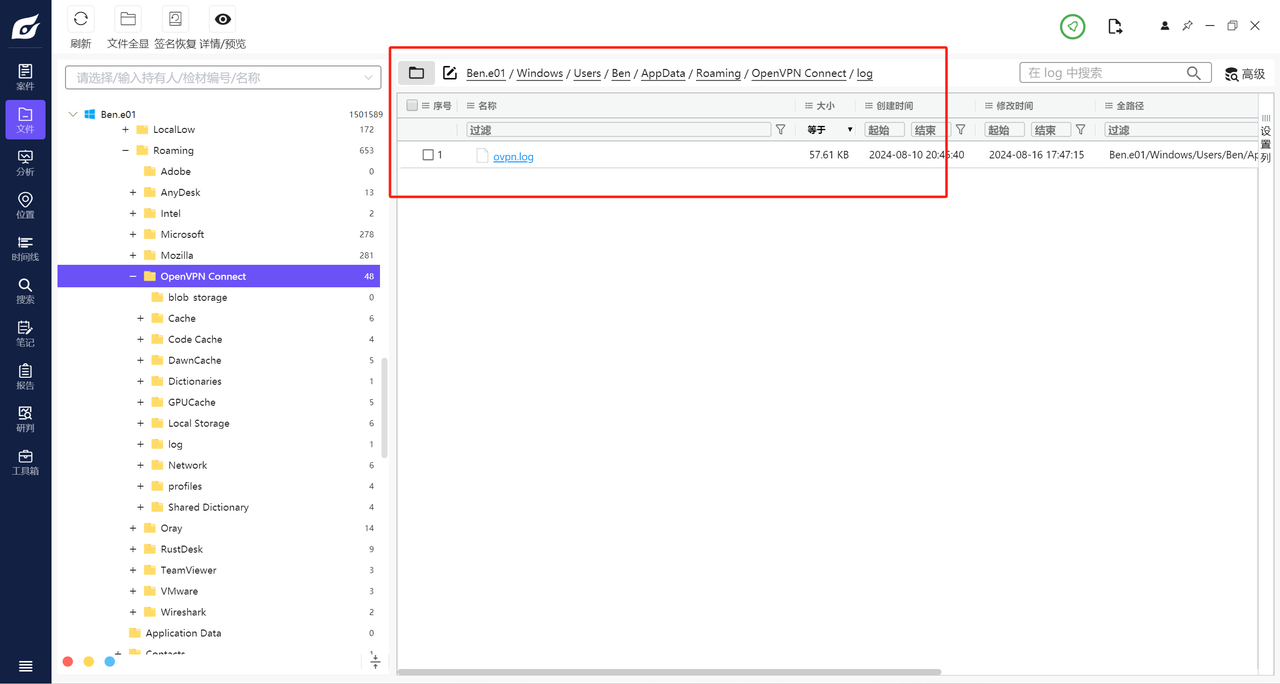 刷新
文件全显
签名恢复
详情/预览
案件
文件
分析
位置
时间线
搜索
笔记
报告
研判
工具箱
请选择/输入持有人/检材编号/名称
Ben.e01 1501589
LocalLow 172
Roaming 653
Adobe 0
AnyDesk 13
Intel 2
Microsoft 278
Mozilla 281
OpenVPN Connect 48
blob_storage 0
Cache 6
Code Cache 4
DawnCache 5
Dictionaries 1
GPUCache 5
Local Storage 6
log 1
Network 6
profiles 4
Shared Dictionary 4
Oray 14
RustDesk 9
TeamViewer 3
VMware 3
Wireshark 2
Application Data 0
Contacts 1
Ben.e01 / Windows / Users / Ben / AppData / Roaming / OpenVPN Connect / log
在 log 中搜索
高级
序号 名称 大小 创建时间 修改时间 全路径
过滤 等于 起始 结束 起始 结束 过滤
1 ovpn.log 57.61 KB 2024-08-10 20:45:40 2024-08-16 17:47:15 Ben.e01/Windows/Users/Ben/Ap
设置列